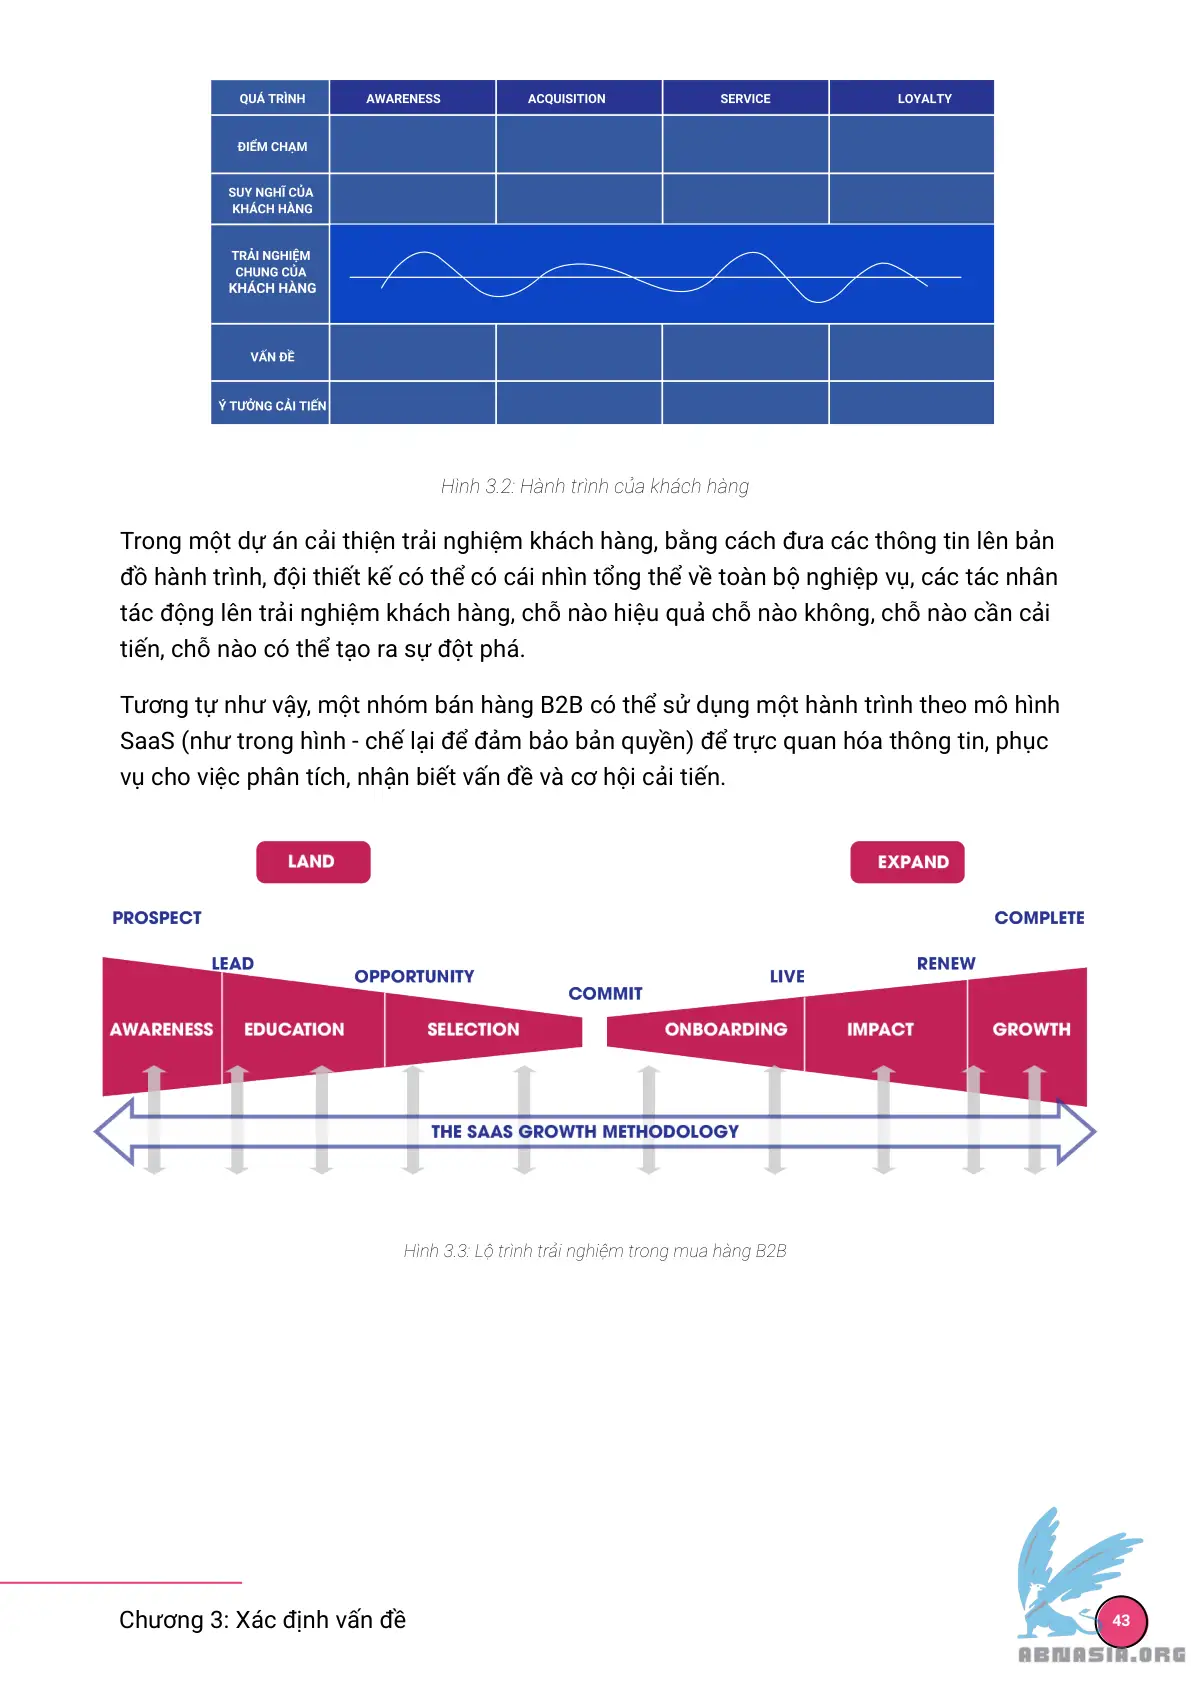 QUÁ TRÌNH AWARENESS ACQUISITION SERVICE LOYALTY
ĐIỂM CHẠM
SUY NGHĨ CỦA
KHÁCH HÀNG
TRẢI NGHIỆM
CHUNG CỦA
KHÁCH HÀNG
VẤN ĐỀ
Ý TƯỞNG CẢI TIẾN
Hình 3.2: Hành trình của khách hàng
Trong một dự án cải thiện trải nghiệm khách hàng, bằng cách đưa các thông tin lên bản
đồ hành trình, đội thiết kế có thể có cái nhìn tổng thể về toàn bộ nghiệp vụ, các tác nhân
tác động lên trải nghiệm khách hàng, chỗ nào hiệu quả chỗ nào không, chỗ nào cần cải
tiến, chỗ nào có thể tạo ra sự đột phá.
Tương tự như vậy, một nhóm bán hàng B2B có thể sử dụng một hành trình theo mô hình
SaaS (như trong hình - chế lại để đảm bảo bản quyền) để trực quan hóa thông tin, phục
vụ cho việc phân tích, nhận biết vấn đề và cơ hội cải tiến.
LAND EXPAND
PROSPECT COMPLETE
LEAD OPPORTUNITY COMMIT LIVE RENEW
AWARENESS EDUCATION SELECTION ONBOARDING IMPACT GROWTH
THE SAAS GROWTH METHODOLOGY
Hình 3.3: Lộ trình trải nghiệm trong mua hàng B2B
Chương 3: Xác định vấn đề
43
ABNASIA.ORG